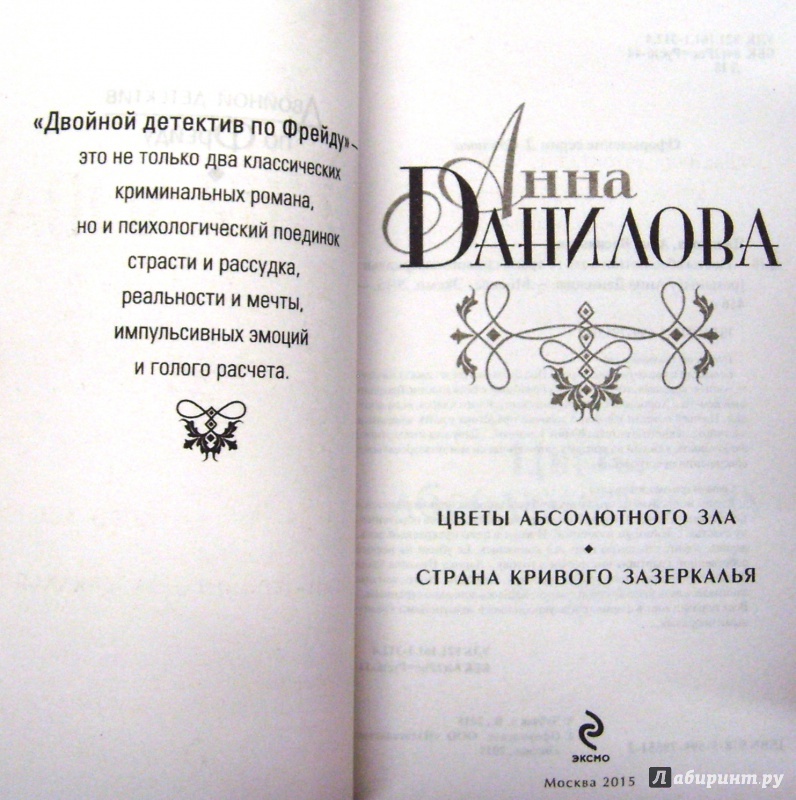 «Двойной детектив по Фрейду» –
это не только два классических
криминальных романа,
но и психологический поединок
страсти и рассудка,
реальности и мечты,
импульсивных эмоций
и голого расчета.
Анна
ДАНИЛОВА
ЦВЕТЫ АБСОЛЮТНОГО ЗЛА
СТРАНА КРИВОГО ЗАЗЕРКАЛЬЯ
ЭКСМО
Москва 2015
Лабиринт.ру